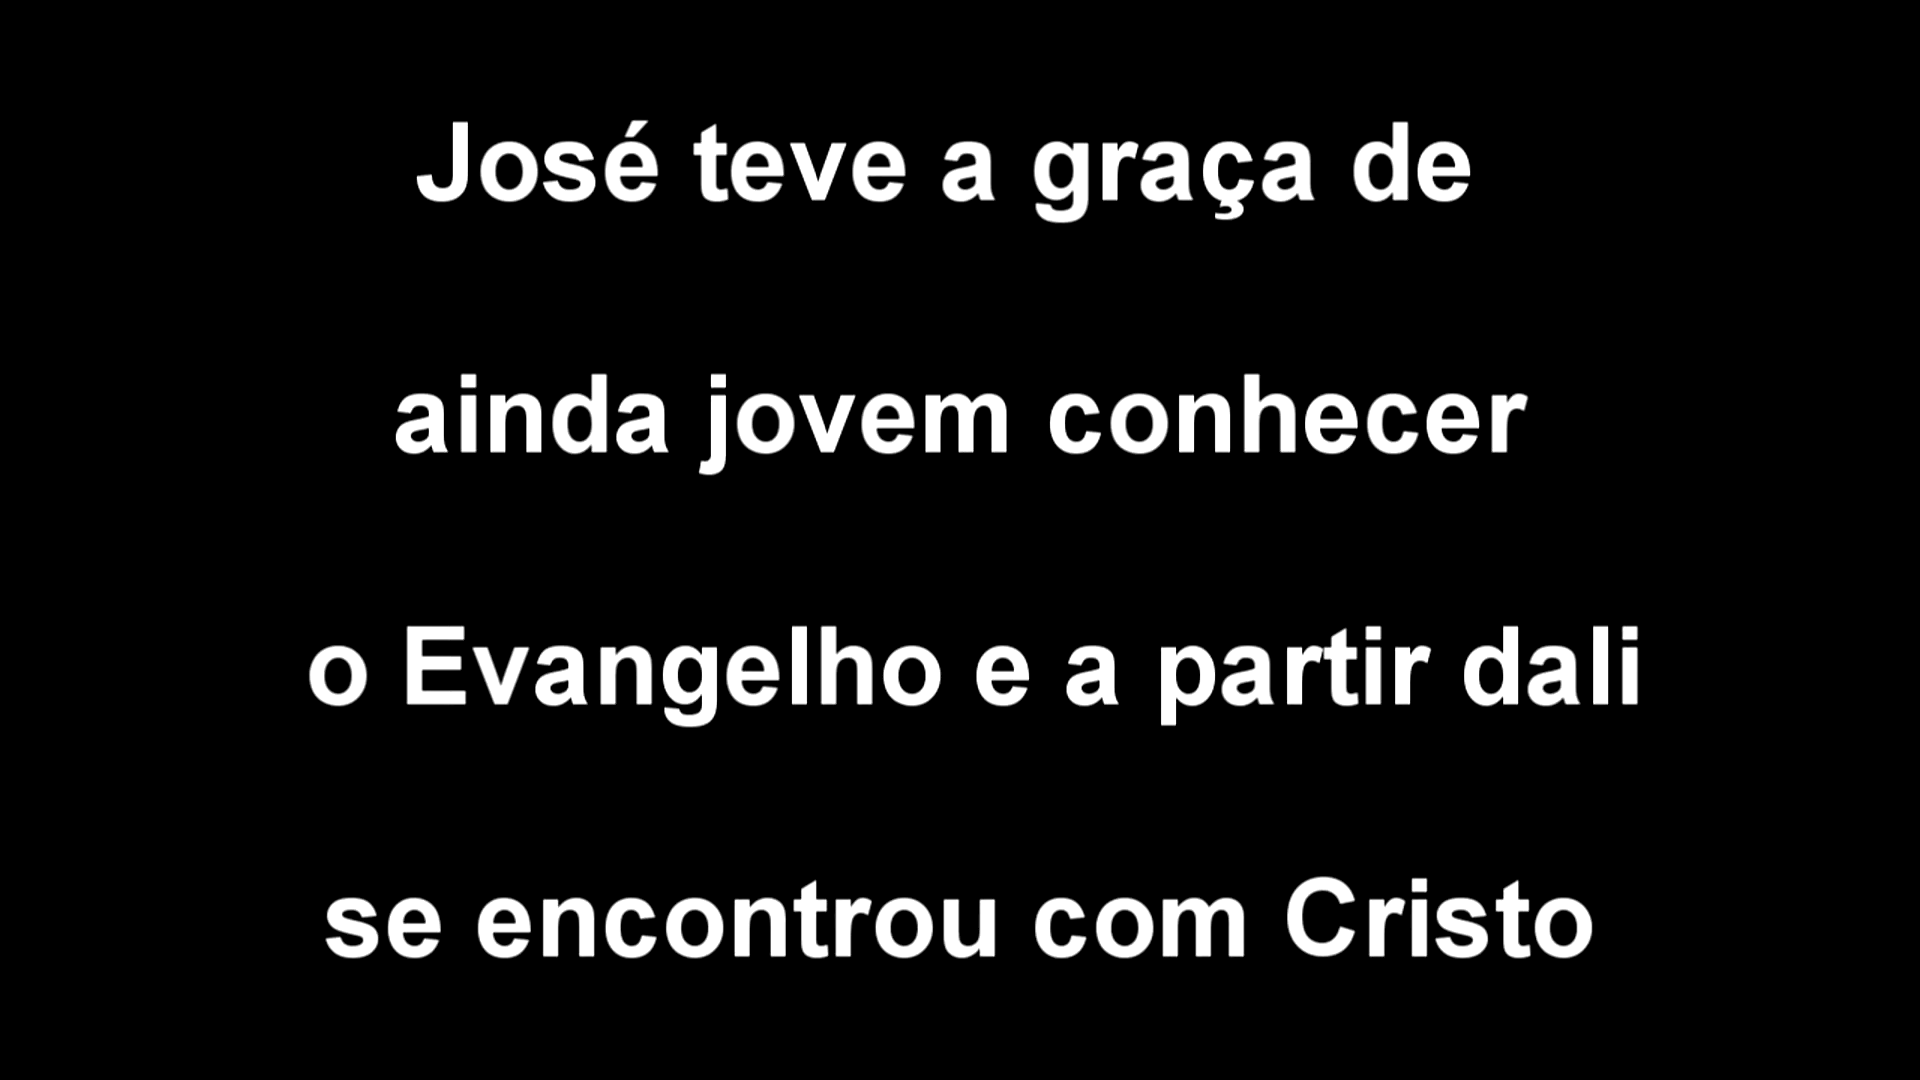 José teve a graça de
ainda jovem conhecer
o Evangelho e a partir dali
se encontrou com Cristo